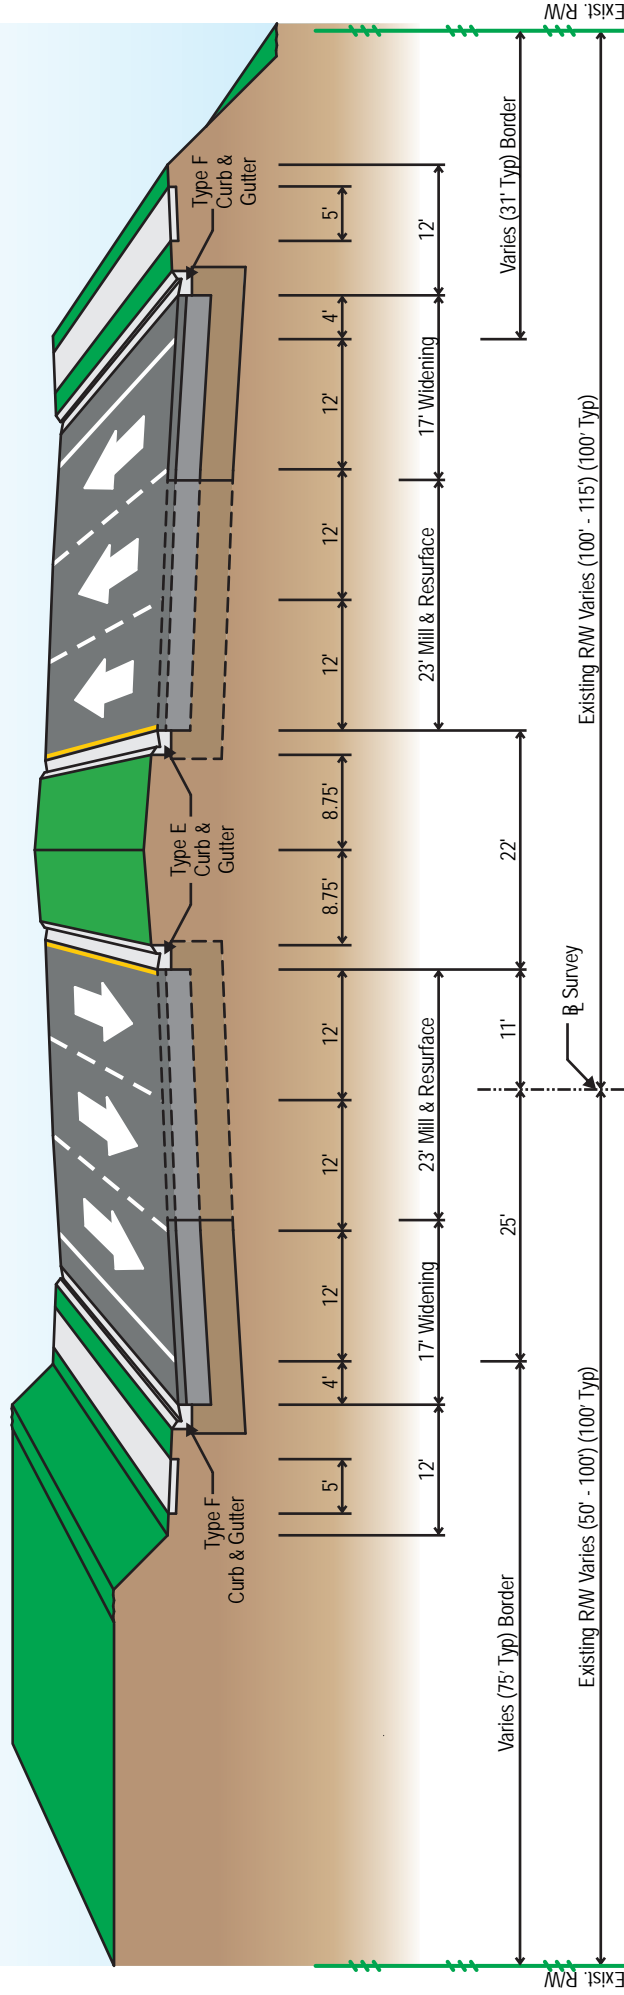 Type F
Curb & Gutter
Type E
Curb &
Gutter
Type F
Curb &
Gutter
5'
4'
12'
12'
12'
8.75'
8.75'
12'
12'
12'
4'
5'
12'
17' Widening
23' Mill & Resurface
23' Mill & Resurface
17' Widening
12'
Varies (75' Typ) Border
25'
11'
22'
Varies (31' Typ) Border
BL Survey
Existing R/W Varies (50' - 100') (100' Typ)
Existing R/W Varies (100' - 115') (100' Typ)
Exist. R/W
Exist. R/W